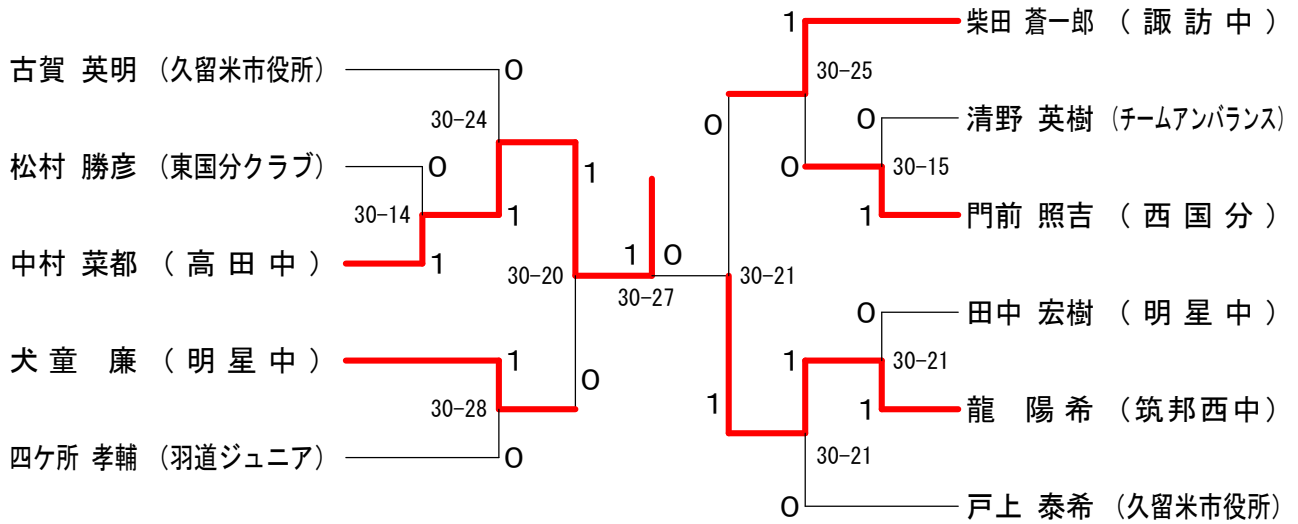 古賀 英明 (久留米市役所)
0
30-24
松村 勝彦 (東国分クラブ)
0
30-14
1
中村 菜都 (高田中)
1
1
30-20
犬童 廉 (明星中)
1
0
30-28
四ケ所 孝輔 (羽道ジュニア)
0
1
0
30-27
1
柴田 蒼一郎 (諏訪中)
30-25
0
0
清野 英樹 (チームアンバランス)
0
30-15
1
門前 照吉 (西国分)
30-21
0
田中 宏樹 (明星中)
1
30-21
1
1
龍 陽希 (筑邦西中)
30-21
0
戸上 泰希 (久留米市役所)